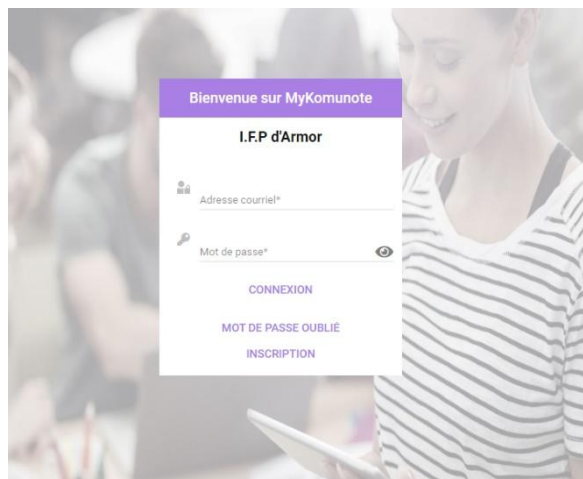 Bienvenue sur MyKomunote
I.F.P d'Armor
Adresse courriel*
Mot de passe*
CONNEXION
MOT DE PASSE OUBLIÉ
INSCRIPTION